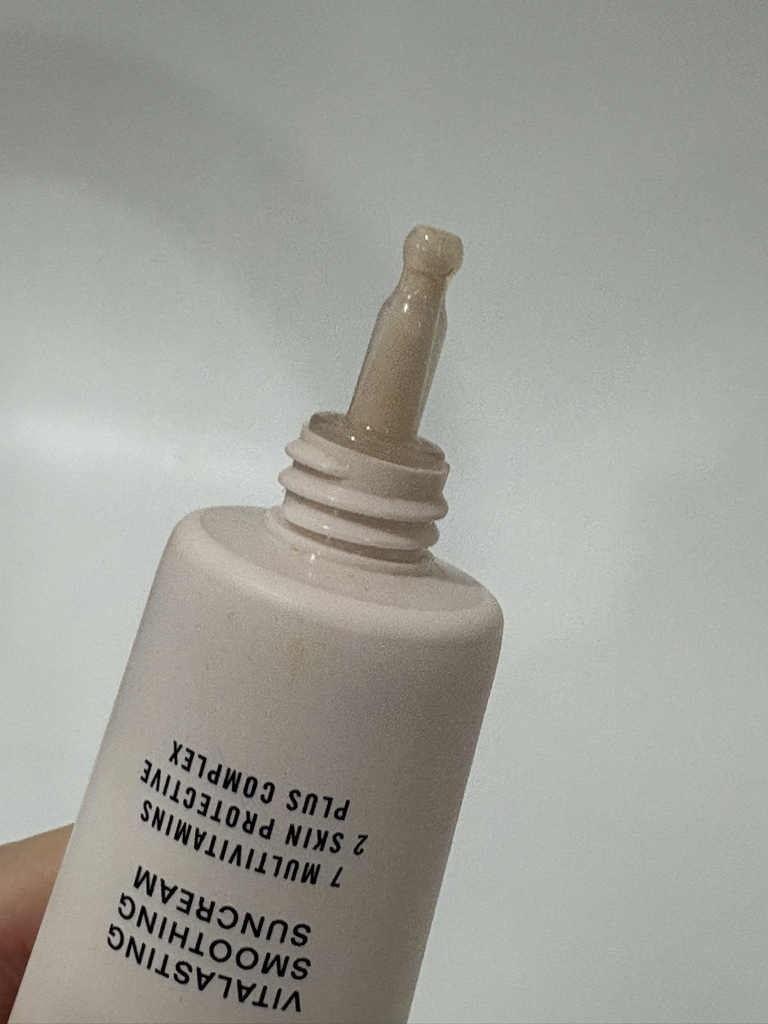 VITALASTING
SMOOTHING
SUNCREAM
7 MULTIVITAMINS
2 SKIN PROTECTIVE
PLUS COMPLEX